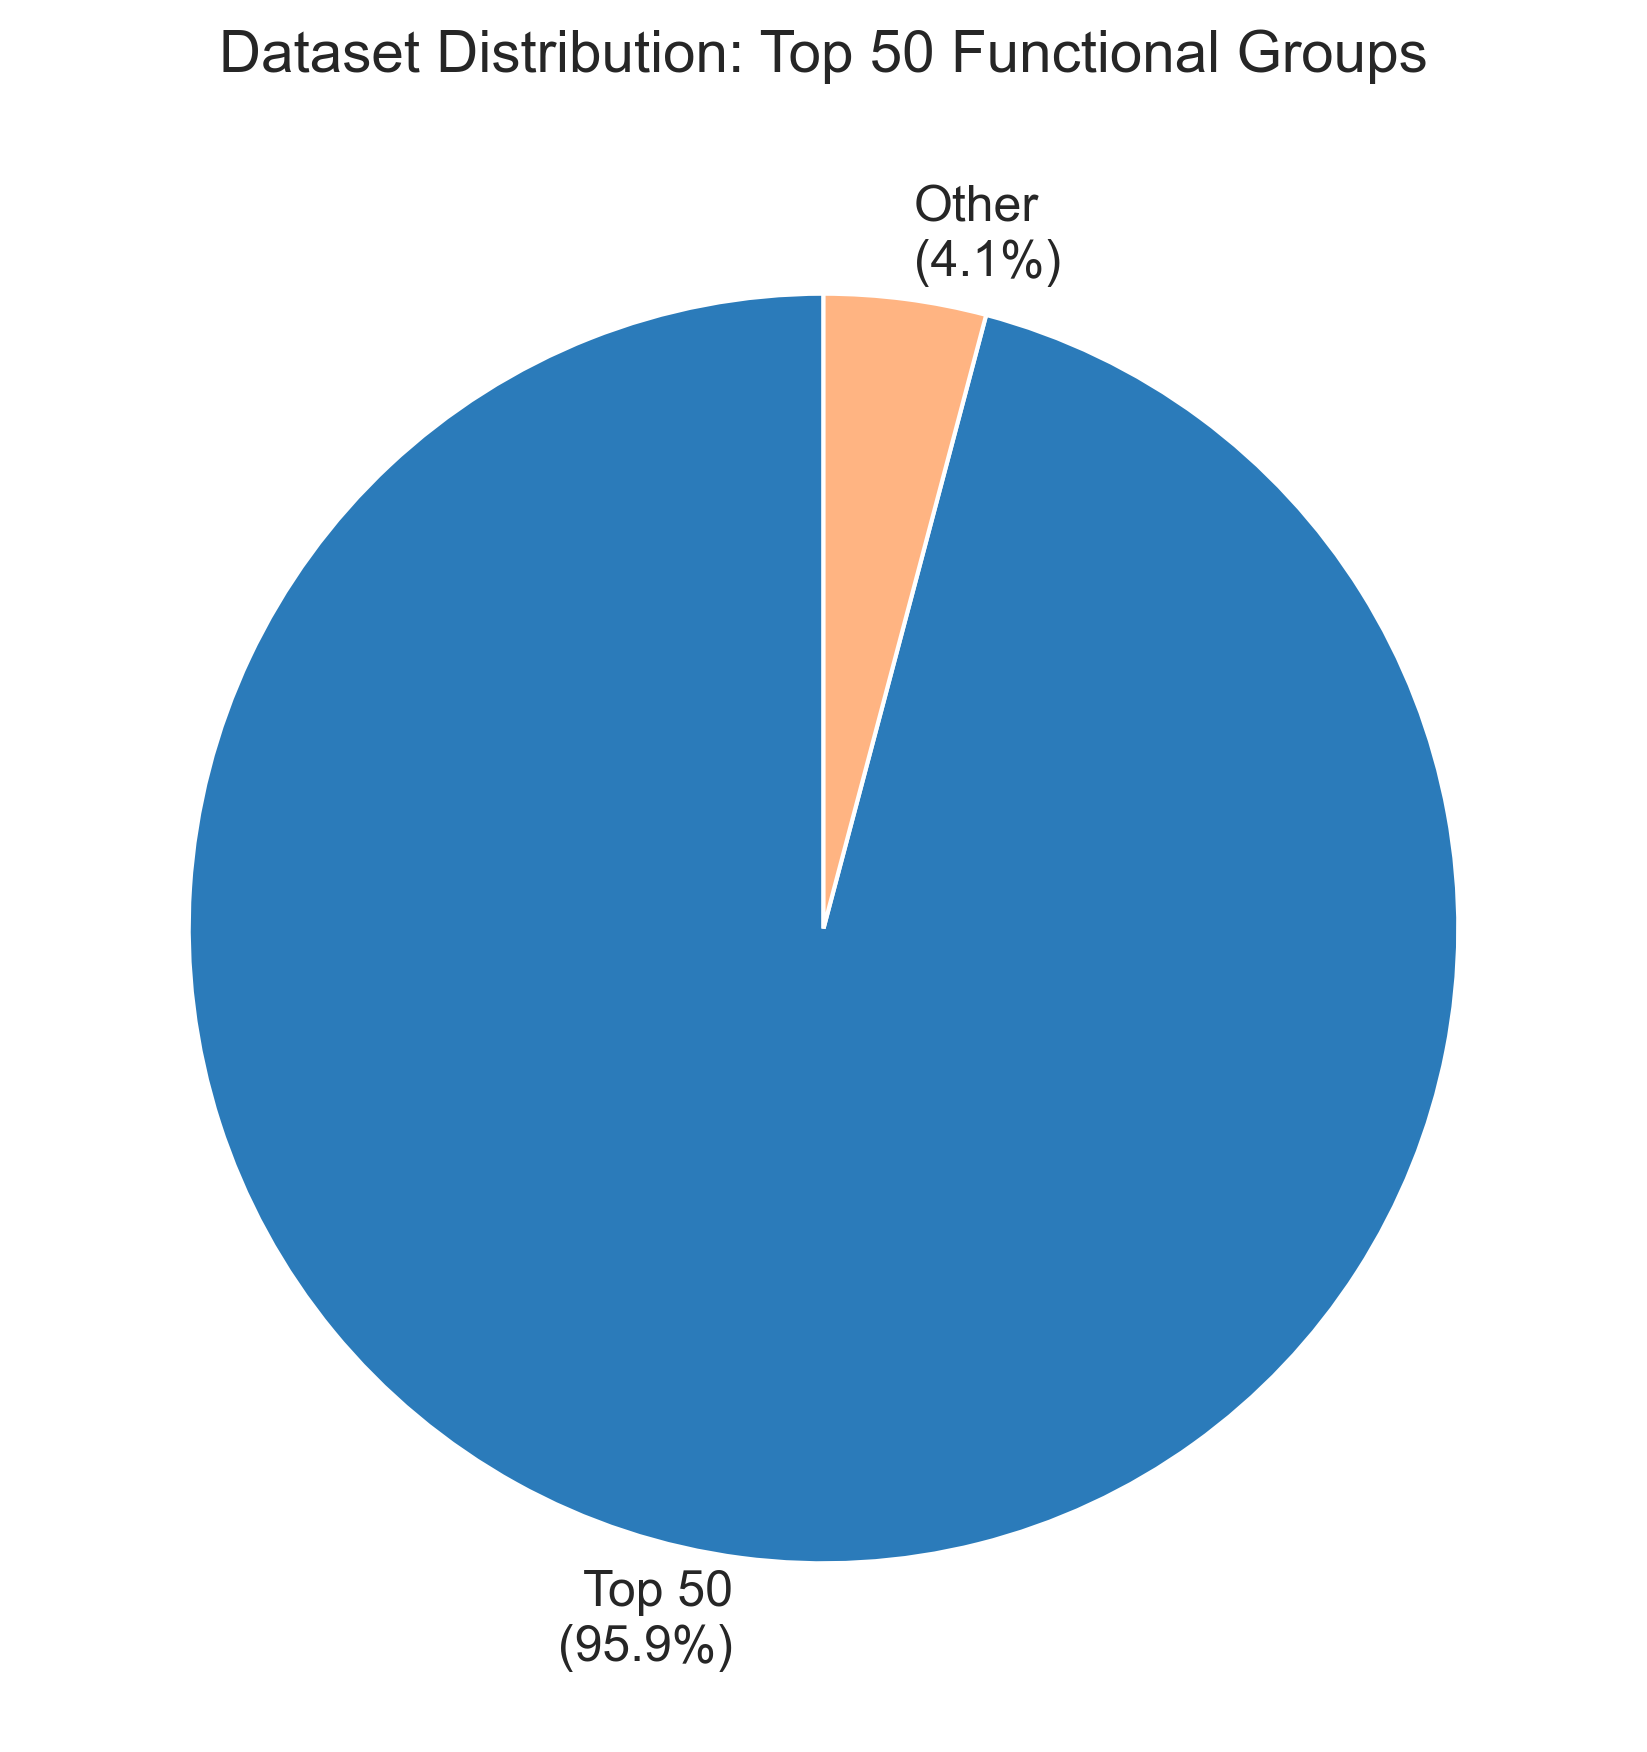 Dataset Distribution: Top 50 Functional Groups
Other
(4.1%)
Top 50
(95.9%)